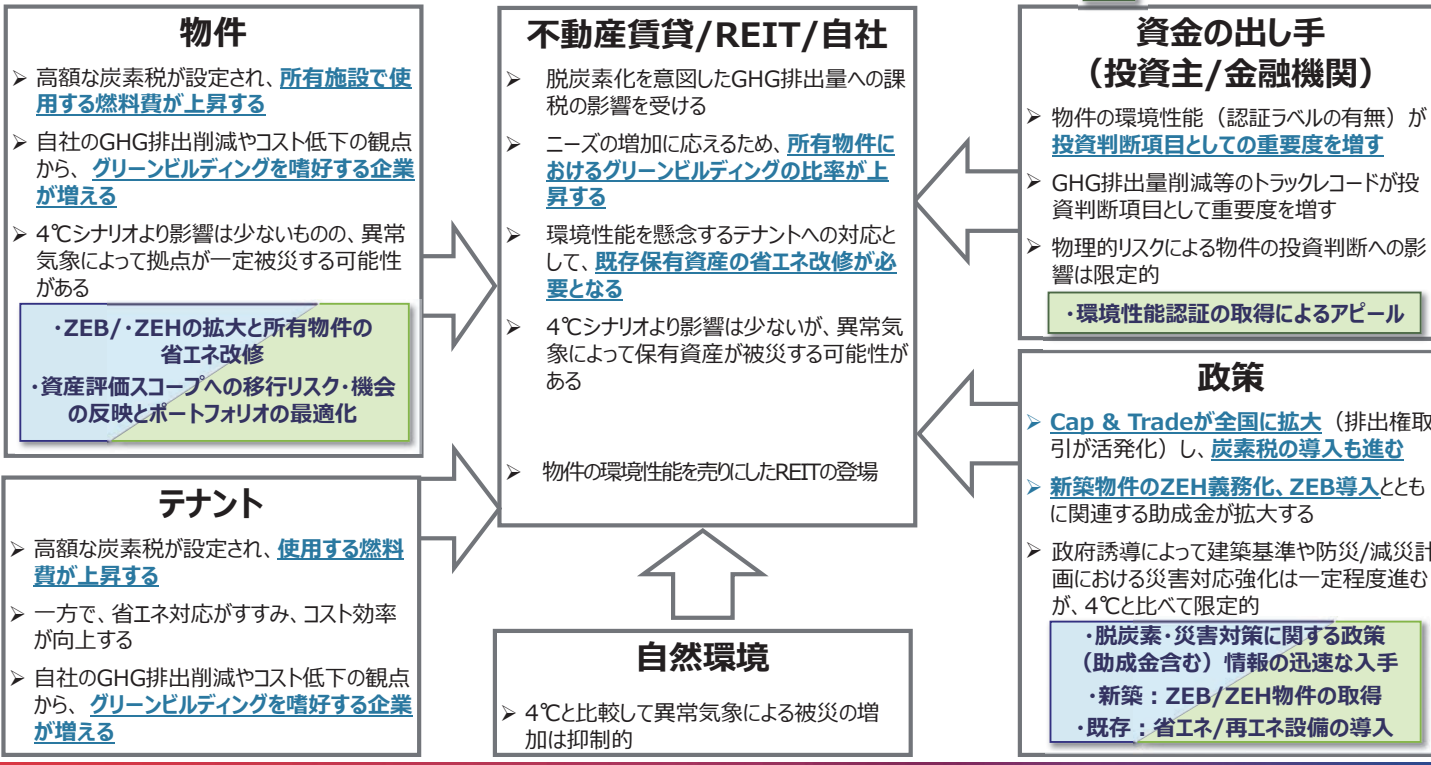 物件
➢ 高額な炭素税が設定され、所有施設で使
用する燃料費が上昇する
➢ 自社のGHG排出削減やコスト低下の観点
から、グリーンビルディングを嗜好する企業
が増える
➢ 4℃シナリオより影響は少ないものの、異常
気象によって拠点が一定被災する可能性
がある
・ZEB/・ZEHの拡大と所有物件の
省エネ改修
・資産評価スコープへの移行リスク・機会
の反映とポートフォリオの最適化
テナント
➢ 高額な炭素税が設定され、使用する燃料
費が上昇する
➢ 一方で、省エネ対応がすすみ、コスト効率
が向上する
➢ 自社のGHG排出削減やコスト低下の観点
から、グリーンビルディングを嗜好する企業
が増える
不動産賃貸/REIT/自社
➢ 脱炭素化を意図したGHG排出量への課
税の影響を受ける
➢ ニーズの増加に応えるため、所有物件に
おけるグリーンビルディングの比率が上
昇する
➢ 環境性能を懸念するテナントへの対応と
して、既存保有資産の省エネ改修が必
要となる
➢ 4℃シナリオより影響は少ないが、異常気
象によって保有資産が被災する可能性が
ある
➢ 物件の環境性能を売りにしたREITの登場
自然環境
➢ 4℃と比較して異常気象による被災の増
加は抑制的
資金の出し手
（投資主/金融機関）
➢ 物件の環境性能（認証ラベルの有無）が
投資判断項目としての重要度を増す
➢ GHG排出量削減等のトラックレコードが投
資判断項目として重要度を増す
➢ 物理的リスクによる物件の投資判断への影
響は限定的
・環境性能認証の取得によるアピール
政策
➢ Cap & Tradeが全国に拡大（排出権取
引が活発化）し、炭素税の導入も進む
➢ 新築物件のZEH義務化、ZEB導入ととも
に関連する助成金が拡大する
➢ 政府誘導によって建築基準や防災/減災計
画における災害対応強化は一定程度進む
が、4℃と比べて限定的
・脱炭素・災害対策に関する政策
（助成金含む）情報の迅速な入手
・新築：ZEB/ZEH物件の取得
・既存：省エネ/再エネ設備の導入